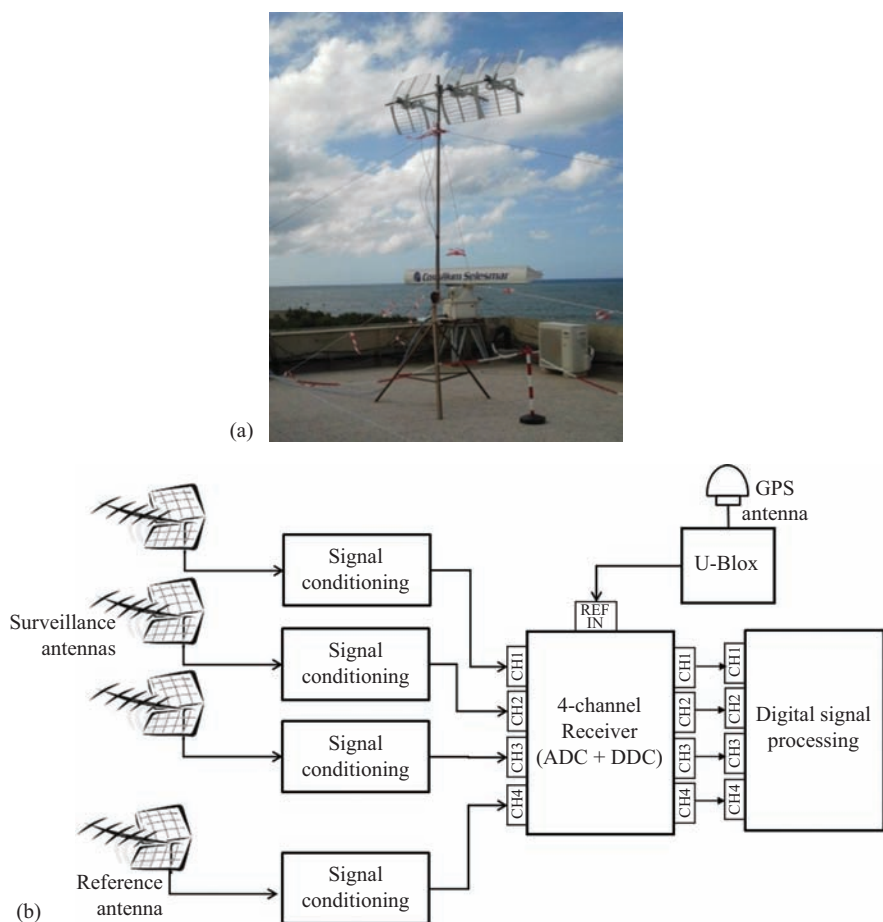 Consilium Selesmar
(a)
GPS
antenna
U-Blox
Signal
conditioning
REF
IN
Surveillance
antennas
Signal
conditioning
Signal
conditioning
CH1
CH2
CH3
CH4
4-channel
Receiver
(ADC + DDC)
CH1
CH2
CH3
CH4
CH1
CH2
CH3
CH4
Digital signal
processing
Reference
antenna
Signal
conditioning
(b)